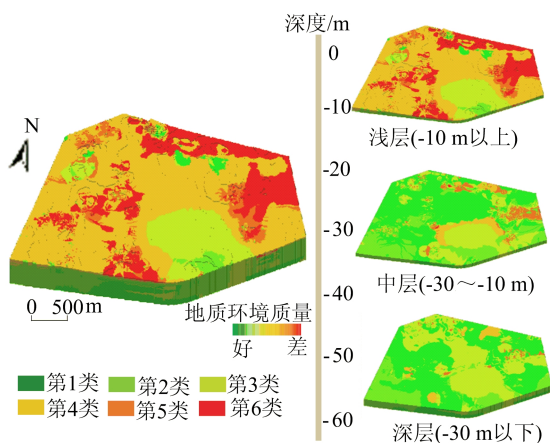 深度/m
0
-10
-20
-30
-40
-50
-60
浅层(-10 m以上)
中层(-30～-10 m)
深层(-30 m以下)
N
0 500m
地质环境质量
好 差
第1类 第2类 第3类
第4类 第5类 第6类